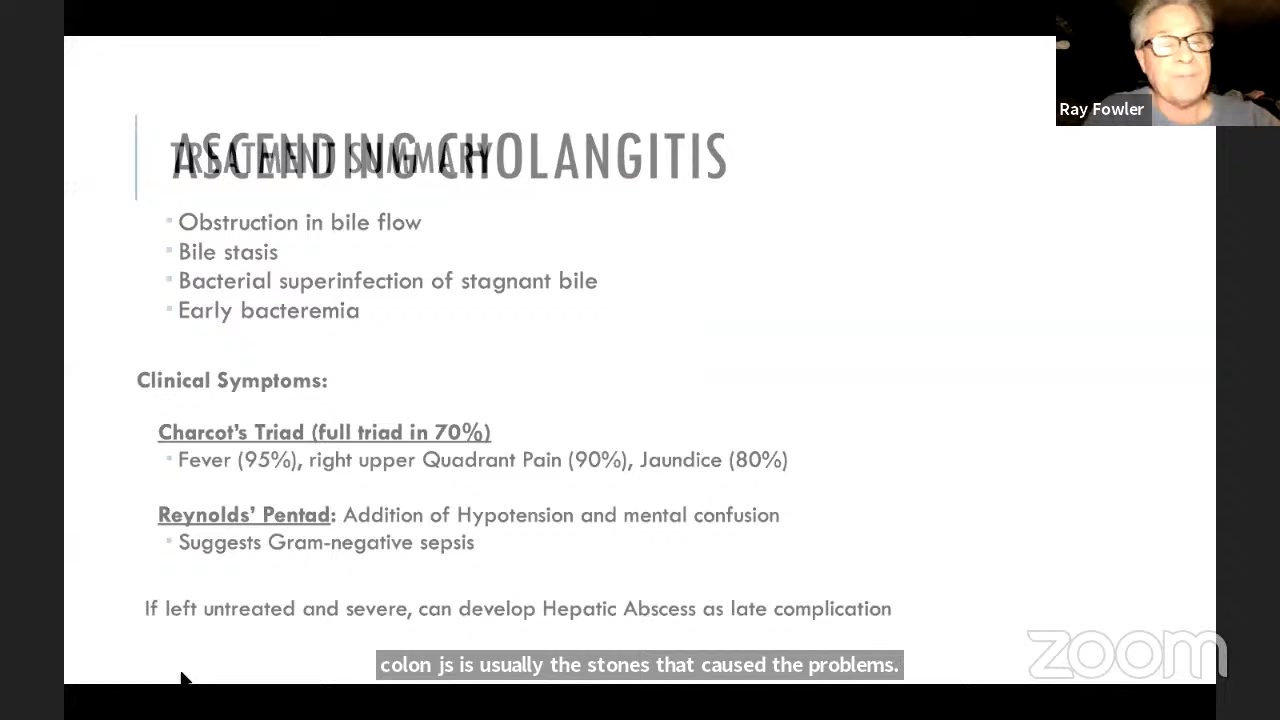 ASCENDING CHOLANGITIS
TREATMENT SUMMARY
Ray Fowler
Obstruction in bile flow
Bile stasis
Bacterial superinfection of stagnant bile
Early bacteremia
Clinical Symptoms:
Charcot's Triad (full triad in 70%)
Fever (95%), right upper Quadrant Pain (90%), Jaundice (80%)
Reynolds' Pentad: Addition of Hypotension and mental confusion
Suggests Gram-negative sepsis
If left untreated and severe, can develop Hepatic Abscess as late complication
colon js is usually the stones that caused the problems.
zoom